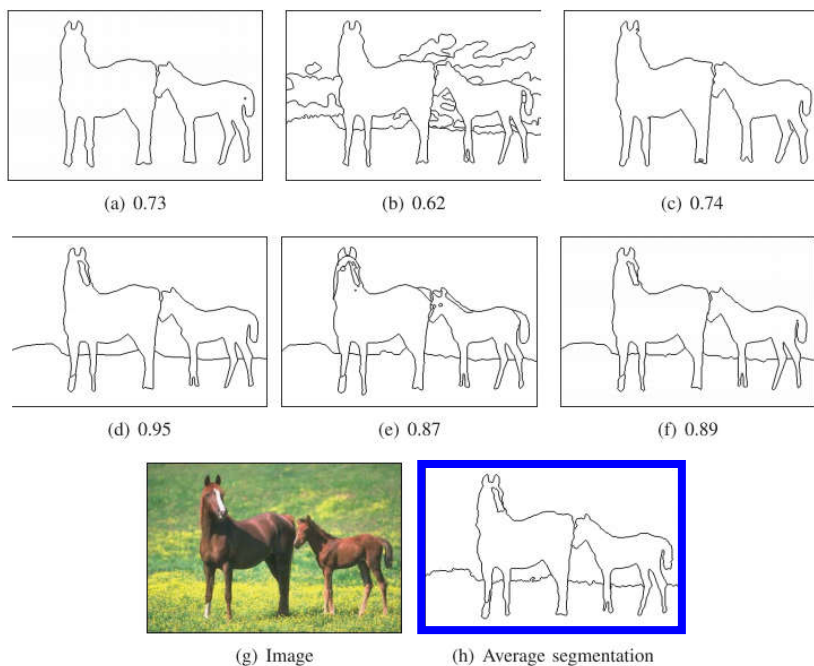 (a) 0.73
(b) 0.62
(c) 0.74
(d) 0.95
(e) 0.87
(f) 0.89
(g) Image
(h) Average segmentation